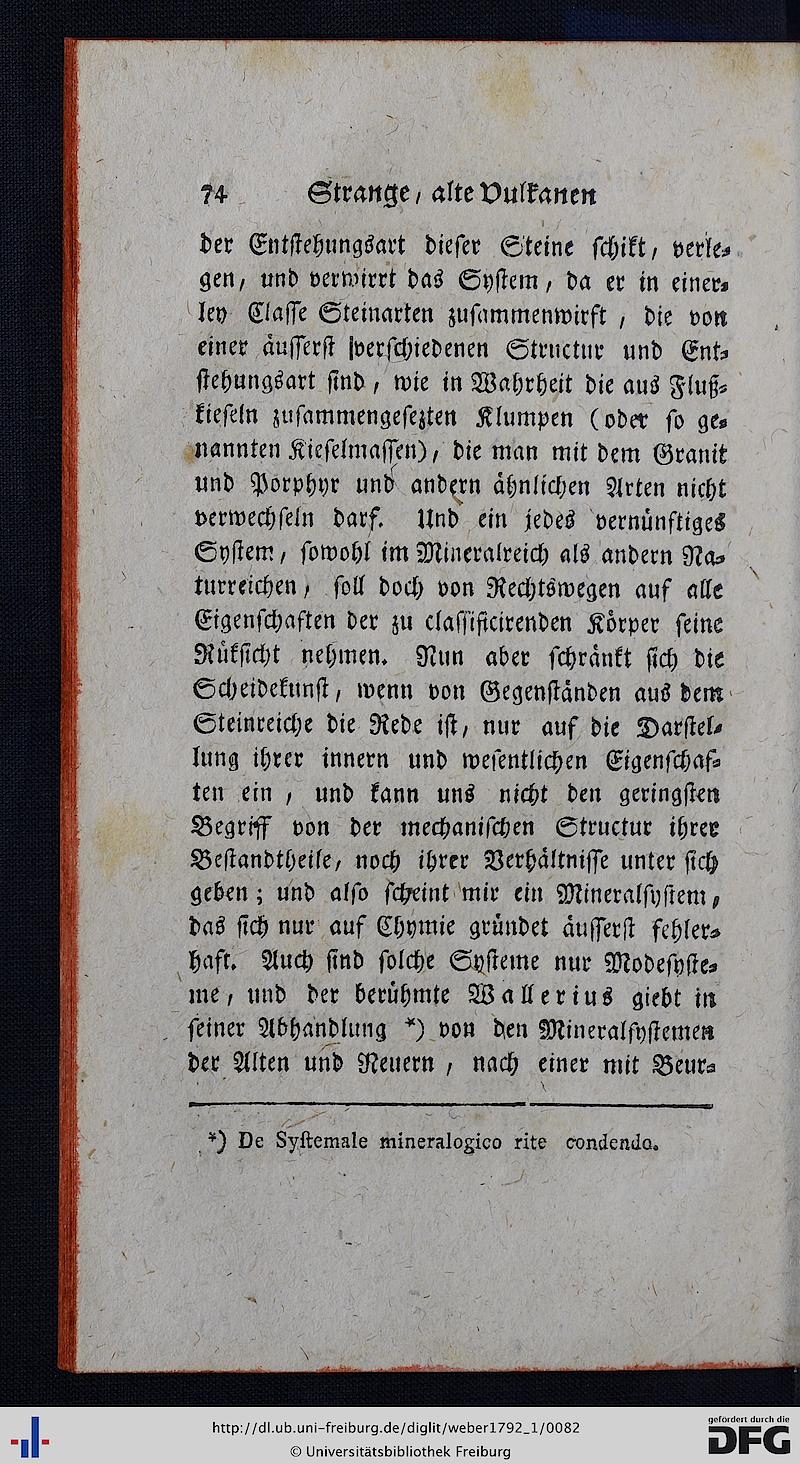 74 Strange, alte Vulkanen
der Entſtehungsart dieſer Steine ſchikt, verle⸗
gen, und verwirrt das Syſtem, da er in einer⸗
ley Claſſe Steinarten zuſammenwirft, die von
einer äuſſerſt verſchiedenen Structur und Ent⸗
ſtehungsart ſind, wie in Wahrheit die aus Fluß⸗
kieſeln zuſammengeſezten Klumpen (oder ſo ge⸗
nannten Kieſelmaſſen), die man mit dem Granit
und Porphyr und andern ähnlichen Arten nicht
verwechſeln darf. Und ein jedes vernünftiges
Syſtem, ſowohl im Mineralreich als andern Na⸗
turreichen, ſoll doch von Rechtswegen auf alle
Eigenſchaften der zu claſſificirenden Körper ſeine
Rükſicht nehmen. Nun aber ſchränkt ſich die
Scheidekunſt, wenn von Gegenſtänden aus dem
Steinreiche die Rede iſt, nur auf die Darſtel⸗
lung ihrer innern und weſentlichen Eigenſchaf⸗
ten ein, und kann uns nicht den geringſten
Begriff von der mechaniſchen Structur ihrer
Beſtandtheile, noch ihrer Verhältniſſe unter ſich
geben; und alſo ſcheint mir ein Mineralſyſtem,
das ſich nur auf Chymie gründet äuſſerſt fehler⸗
haft. Auch ſind ſolche Syſteme nur Modeſyſte⸗
me, und der berühmte Wallerius giebt in
ſeiner Abhandlung *) von den Mineralſyſtemen
der Alten und Neuern, nach einer mit Beur⸗
*) De Syſtemale mineralogico rite condendo.
http://dl.ub.uni-freiburg.de/diglit/weber1792_1/0082
© Universitätsbibliothek Freiburg
gefördert durch die
DFG